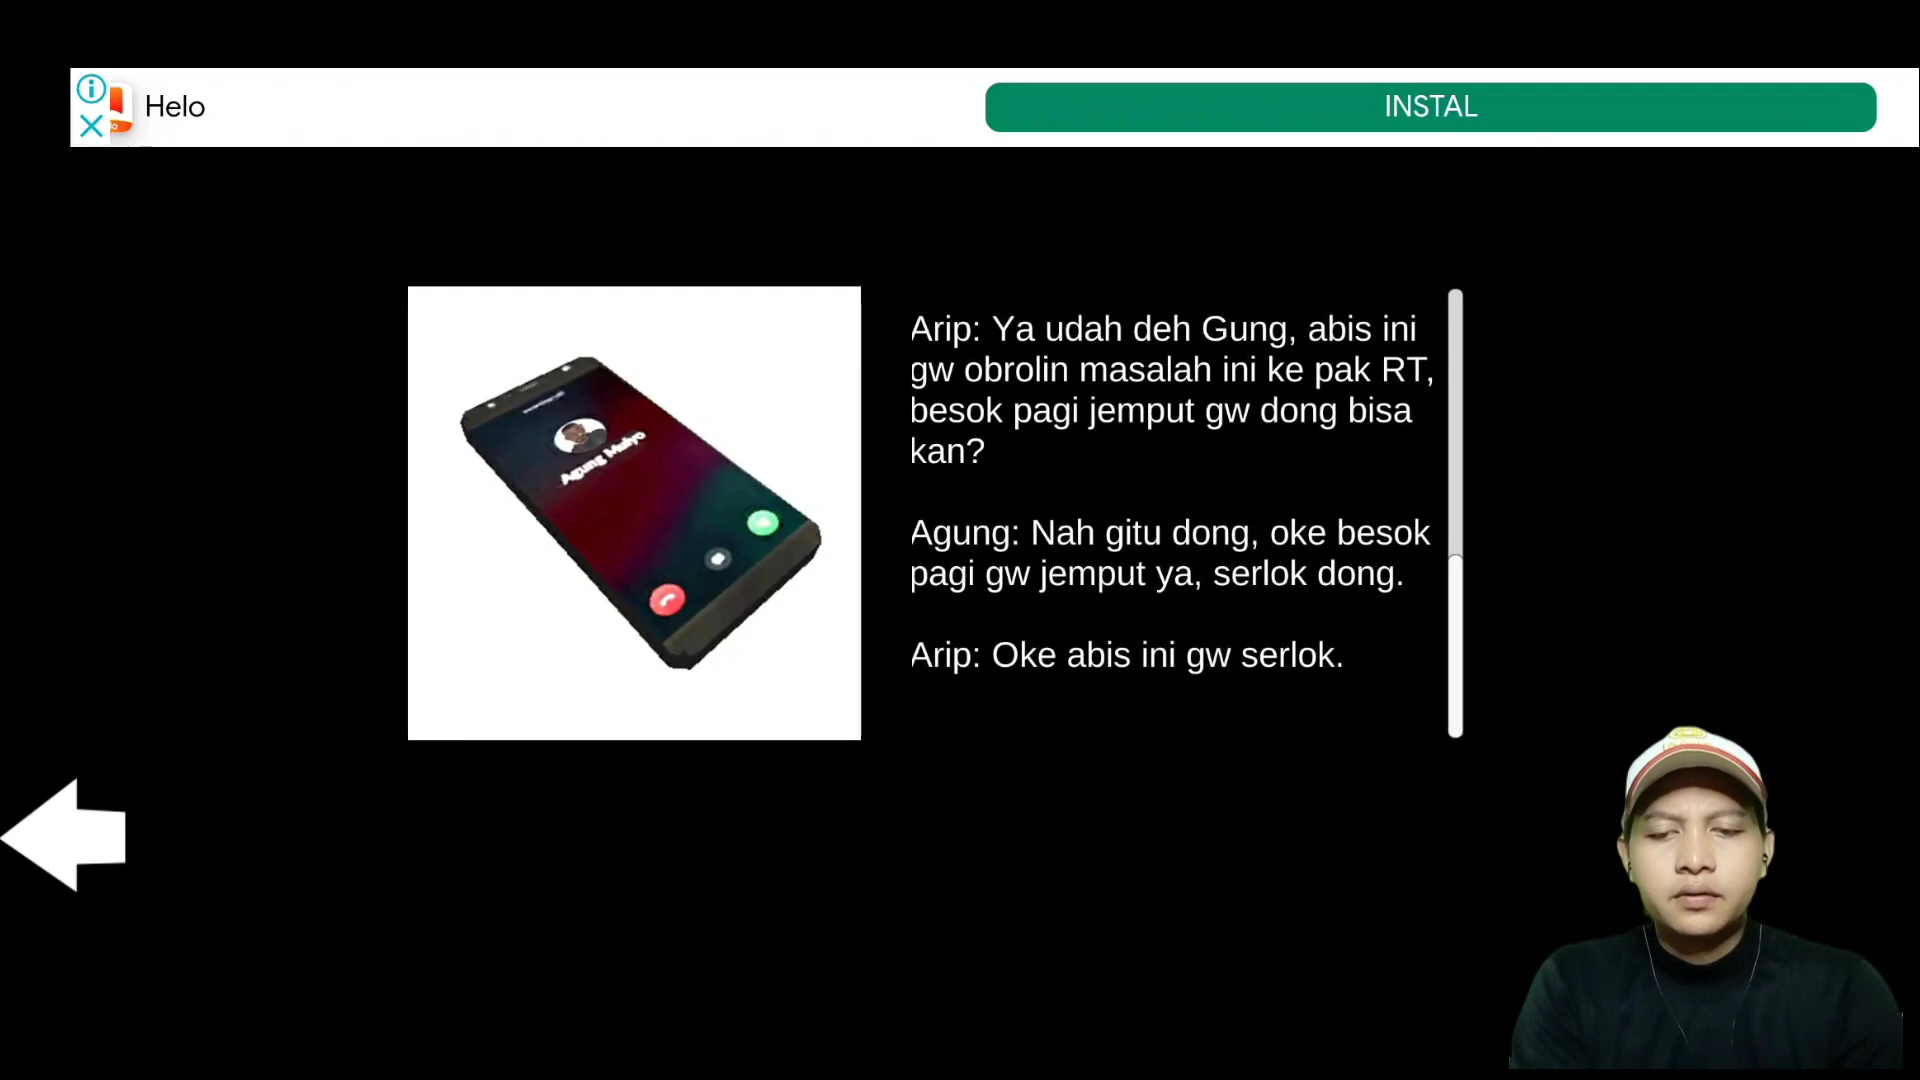 Helo
INSTAL
Arip: Ya udah deh Gung, abis ini
gw obrolin masalah ini ke pak RT,
besok pagi jemput gw dong bisa
kan?
Agung Mulyo
Agung: Nah gitu dong, oke besok
pagi gw jemput ya, serlok dong.
Arip: Oke abis ini gw serlok.